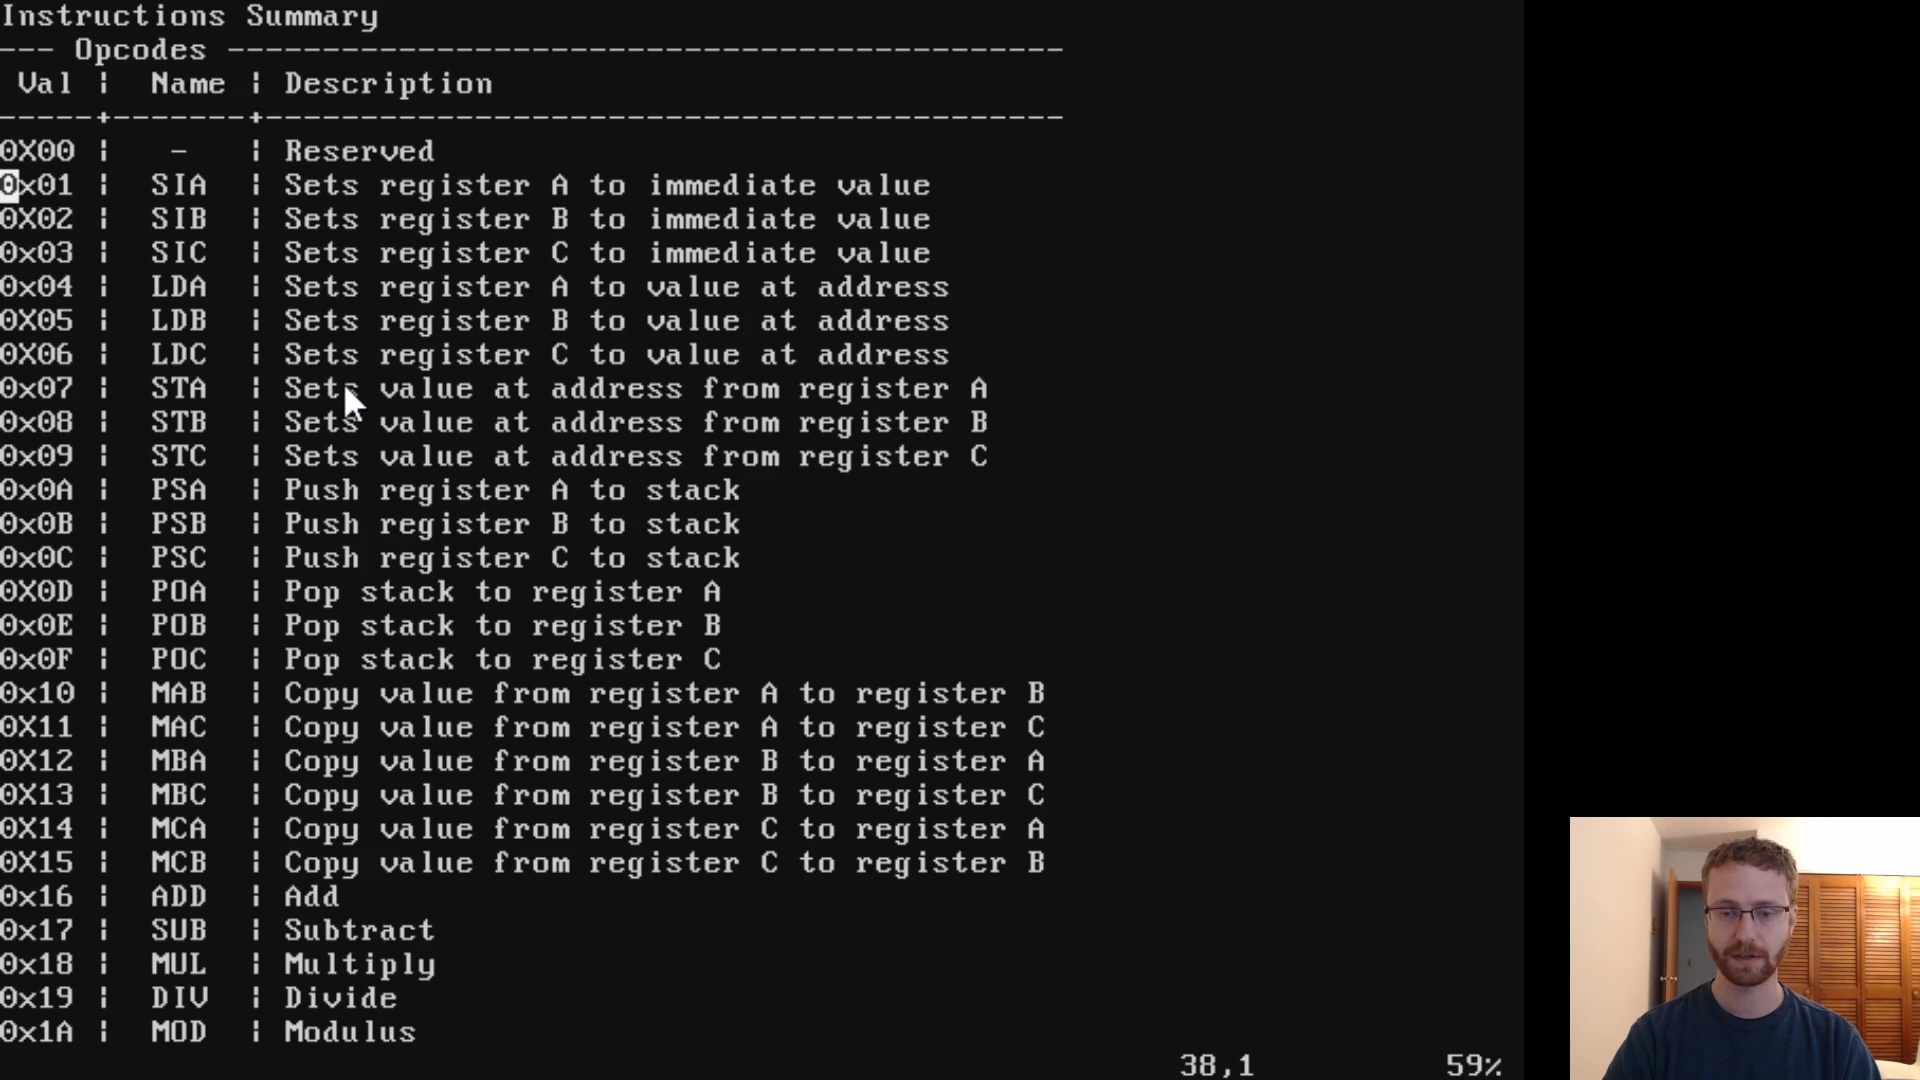 Instructions Summary
--- Opcodes --------------------------------------------
 Val ¦  Name ¦ Description
-----+-------+------------------------------------------
0X00 ¦   -   ¦ Reserved
0x01 ¦  SIA  ¦ Sets register A to immediate value
0X02 ¦  SIB  ¦ Sets register B to immediate value
0x03 ¦  SIC  ¦ Sets register C to immediate value
0x04 ¦  LDA  ¦ Sets register A to value at address
0X05 ¦  LDB  ¦ Sets register B to value at address
0X06 ¦  LDC  ¦ Sets register C to value at address
0x07 ¦  STA  ¦ Sets value at address from register A
0x08 ¦  STB  ¦ Sets value at address from register B
0x09 ¦  STC  ¦ Sets value at address from register C
0x0A ¦  PSA  ¦ Push register A to stack
0x0B ¦  PSB  ¦ Push register B to stack
0x0C ¦  PSC  ¦ Push register C to stack
0X0D ¦  POA  ¦ Pop stack to register A
0x0E ¦  POB  ¦ Pop stack to register B
0x0F ¦  POC  ¦ Pop stack to register C
0x10 ¦  MAB  ¦ Copy value from register A to register B
0X11 ¦  MAC  ¦ Copy value from register A to register C
0X12 ¦  MBA  ¦ Copy value from register B to register A
0X13 ¦  MBC  ¦ Copy value from register B to register C
0X14 ¦  MCA  ¦ Copy value from register C to register A
0X15 ¦  MCB  ¦ Copy value from register C to register B
0x16 ¦  ADD  ¦ Add
0x17 ¦  SUB  ¦ Subtract
0x18 ¦  MUL  ¦ Multiply
0x19 ¦  DIV  ¦ Divide
0x1A ¦  MOD  ¦ Modulus
38,1 59%